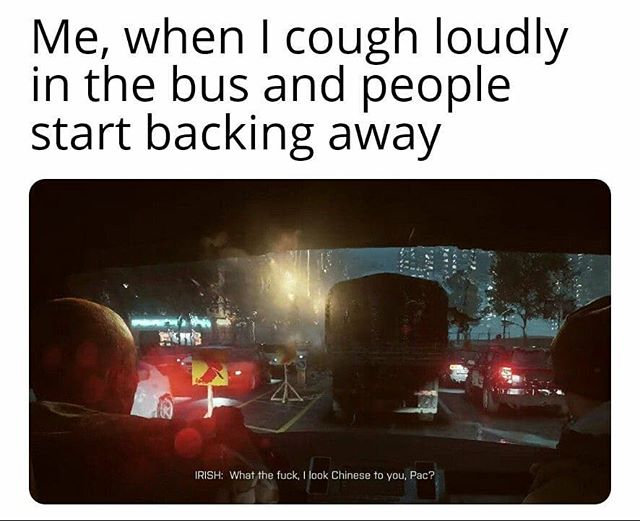 Me, when I cough loudly
in the bus and people
start backing away
IRISH: What the fuck, I look Chinese to you, Pac?